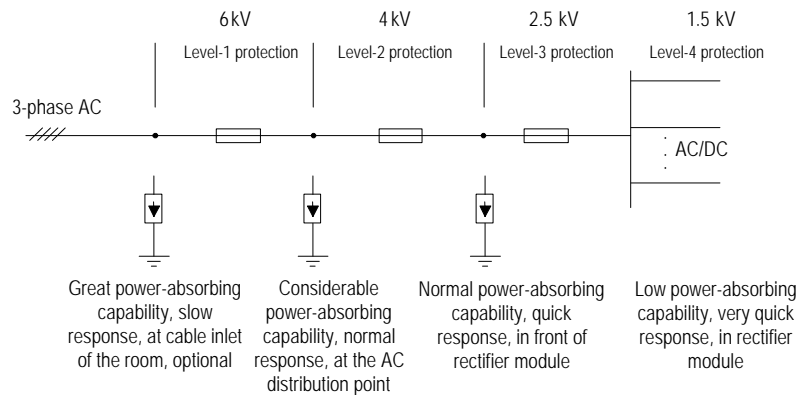 6 kV
4 kV
2.5 kV
1.5 kV
Level-1 protection
Level-2 protection
Level-3 protection
Level-4 protection
3-phase AC
AC/DC
Great power-absorbing
capability, slow
response, at cable inlet
of the room, optional
Considerable
power-absorbing
capability, normal
response, at the AC
distribution point
Normal power-absorbing
capability, quick
response, in front of
rectifier module
Low power-absorbing
capability, very quick
response, in rectifier
module